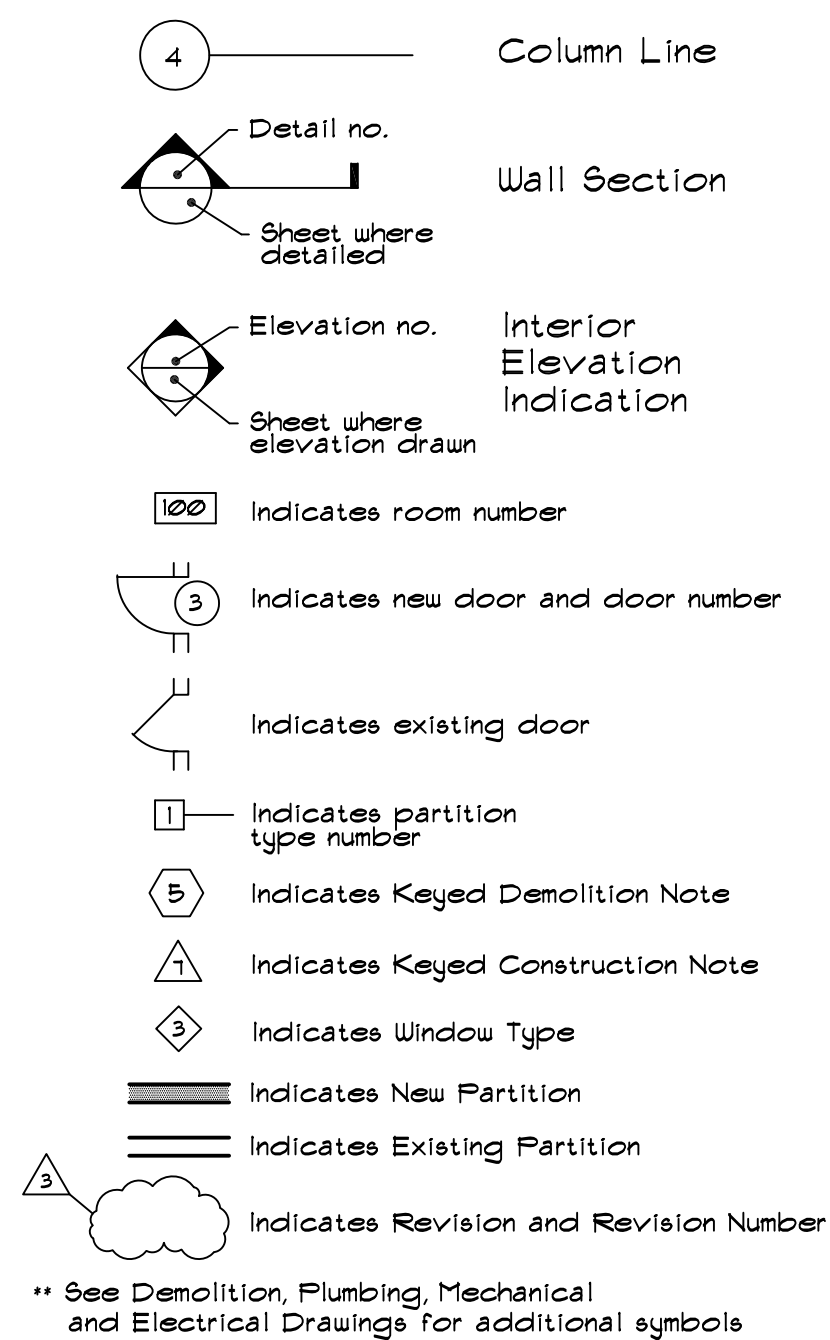 4
Column Line
Detail no.
Wall Section
Sheet where
detailed
Elevation no.
Interior
Elevation
Indication
Sheet where
elevation drawn
100
Indicates room number
3
Indicates new door and door number
Indicates existing door
1
Indicates partition
type number
5
Indicates Keyed Demolition Note
7
Indicates Keyed Construction Note
3
Indicates Window Type
Indicates New Partition
Indicates Existing Partition
3
Indicates Revision and Revision Number
** See Demolition, Plumbing, Mechanical
and Electrical Drawings for additional symbols